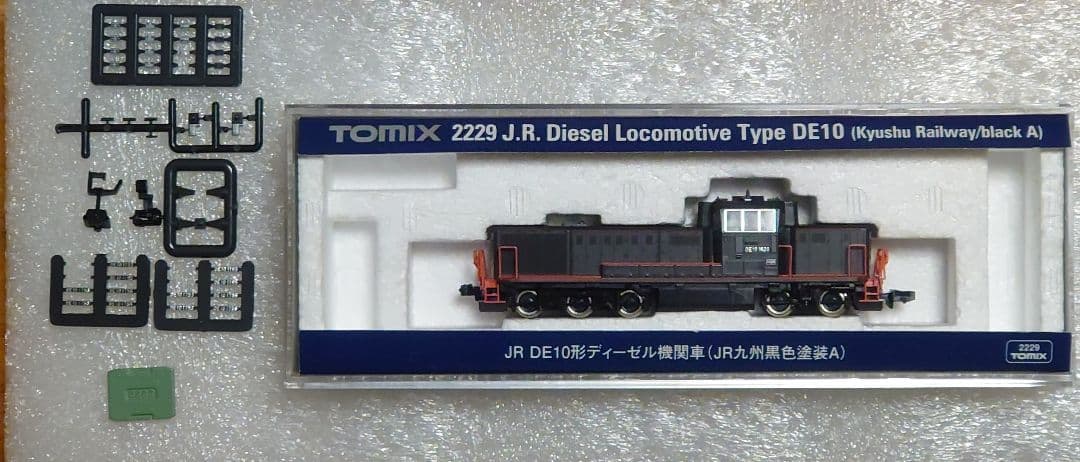 TOMIX 2229 J.R. Diesel Locomotive Type DE10 (Kyushu Railway/black A)
JR DE10形ディーゼル機関車(JR九州黒色塗装A)
2229
TOMIX